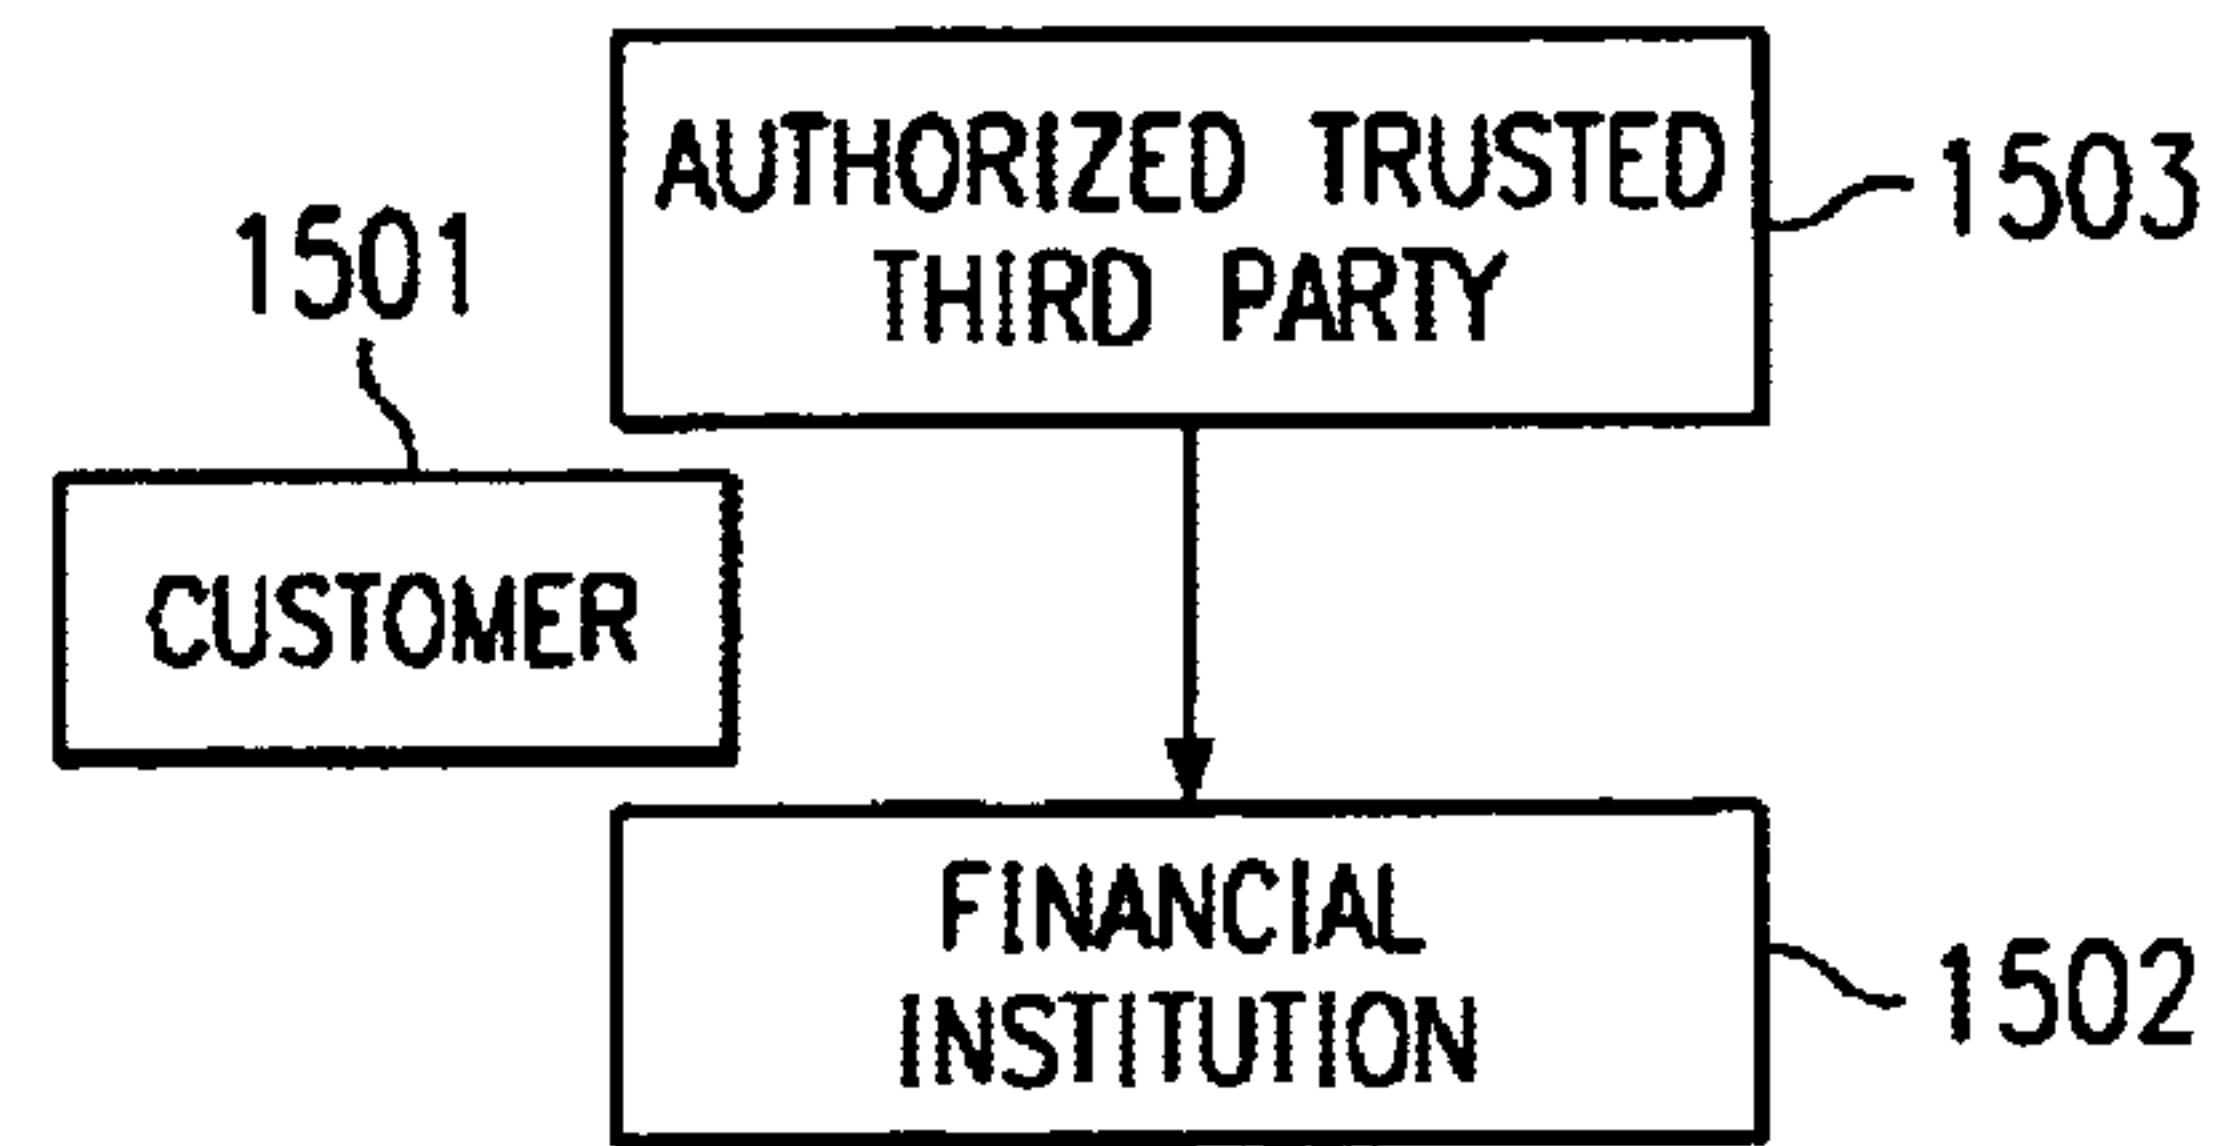 AUTHORIZED TRUSTED
THIRD PARTY
1503
1501
CUSTOMER
FINANCIAL
INSTITUTION
1502